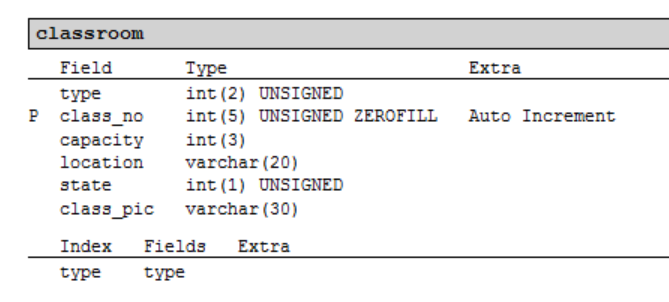 classroom
Field Type Extra
type int(2) UNSIGNED
P class_no int(5) UNSIGNED ZEROFILL Auto Increment
capacity int(3)
location varchar(20)
state int(1) UNSIGNED
class_pic varchar(30)
Index Fields Extra
type type